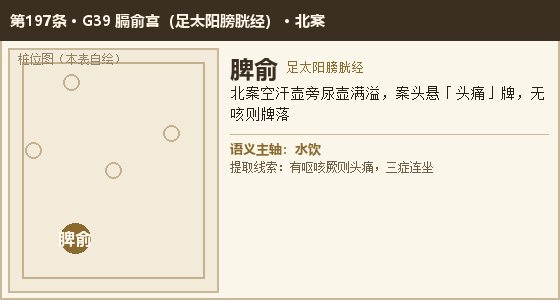 第197条·G39 膈俞宫（足太阳膀胱经）·北案
桩位图（本表自绘）
脾俞
脾俞 足太阳膀胱经
北案空汗壶旁尿壶满溢，案头悬「头痛」牌，无
咳则牌落
语义主轴：水饮
提取线索：有呕咳厥则头痛，三症连坐